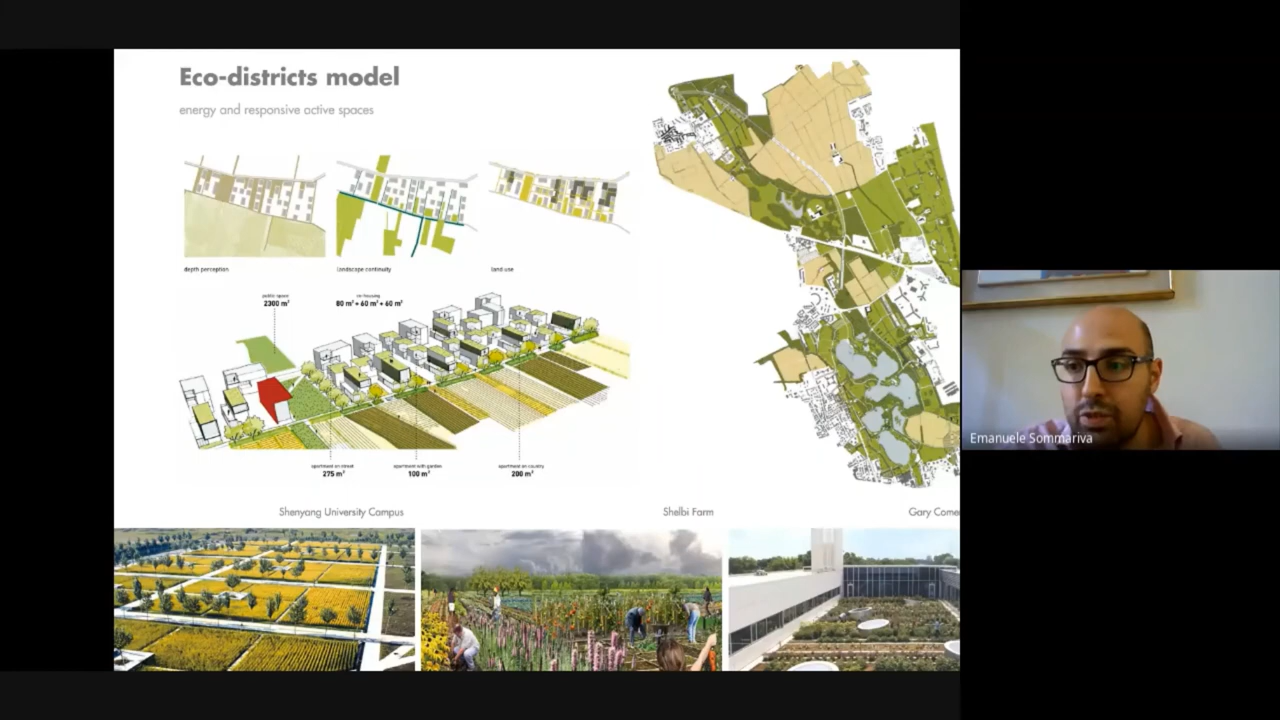 Eco-districts model
energy and responsive active spaces
depth perception
landscape continuity
land use
public space
2300 m²
co-housing
80 m² + 60 m² + 60 m²
apartment on street
275 m²
apartment with garden
100 m²
apartment on country
200 m²
Shenyang University Campus
Shelbi Farm
Gary Come
Emanuele Sommariva